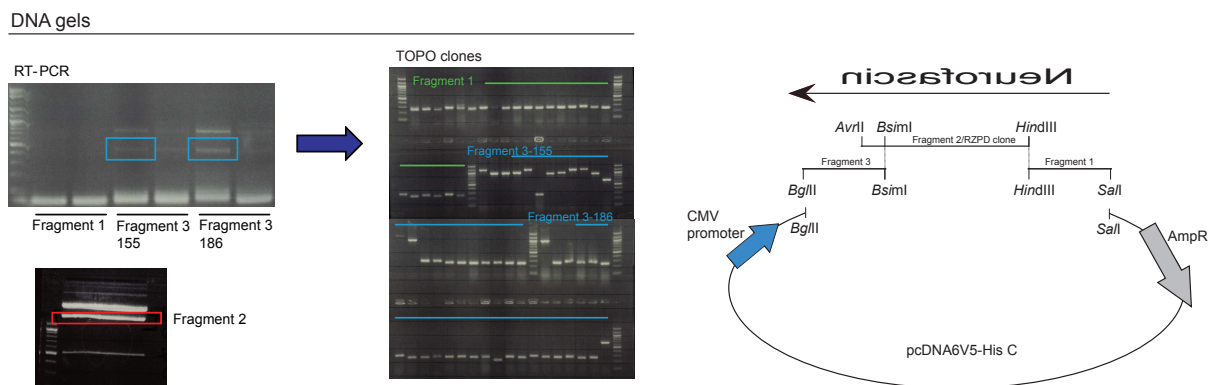 DNA gels
RT-PCR
Fragment 1
Fragment 3
155
Fragment 3
186
Fragment 2
TOPO clones
Fragment 1
Fragment 3-155
Fragment 3-186
Neurofascin
AvrII
BsimI
HindIII
Fragment 2/RZPD clone
Fragment 3
Fragment 1
BglII
BsimI
HindIII
SalI
CMV
promoter
BglII
SalI
AmpR
pcDNA6V5-His C